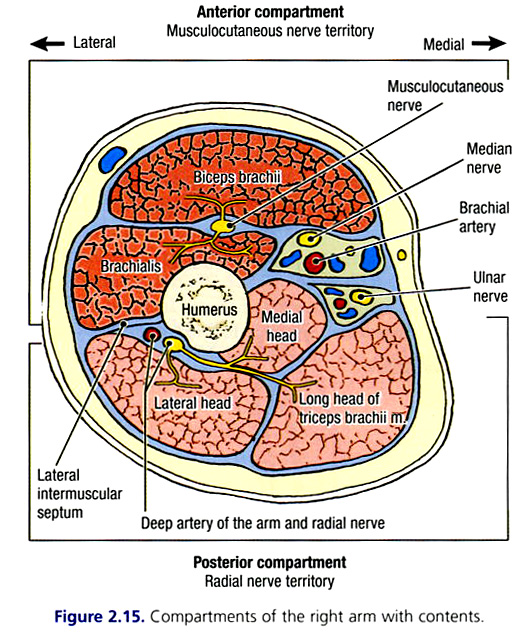 Anterior compartment
Musculocutaneous nerve territory
Lateral
Medial
Musculocutaneous
nerve
Median
nerve
Biceps brachii
Brachial
artery
Brachialis
Ulnar
nerve
Humerus
Medial
head
Lateral head
Long head of
triceps brachii m.
Lateral
intermuscular
septum
Deep artery of the arm and radial nerve
Posterior compartment
Radial nerve territory
Figure 2.15. Compartments of the right arm with contents.